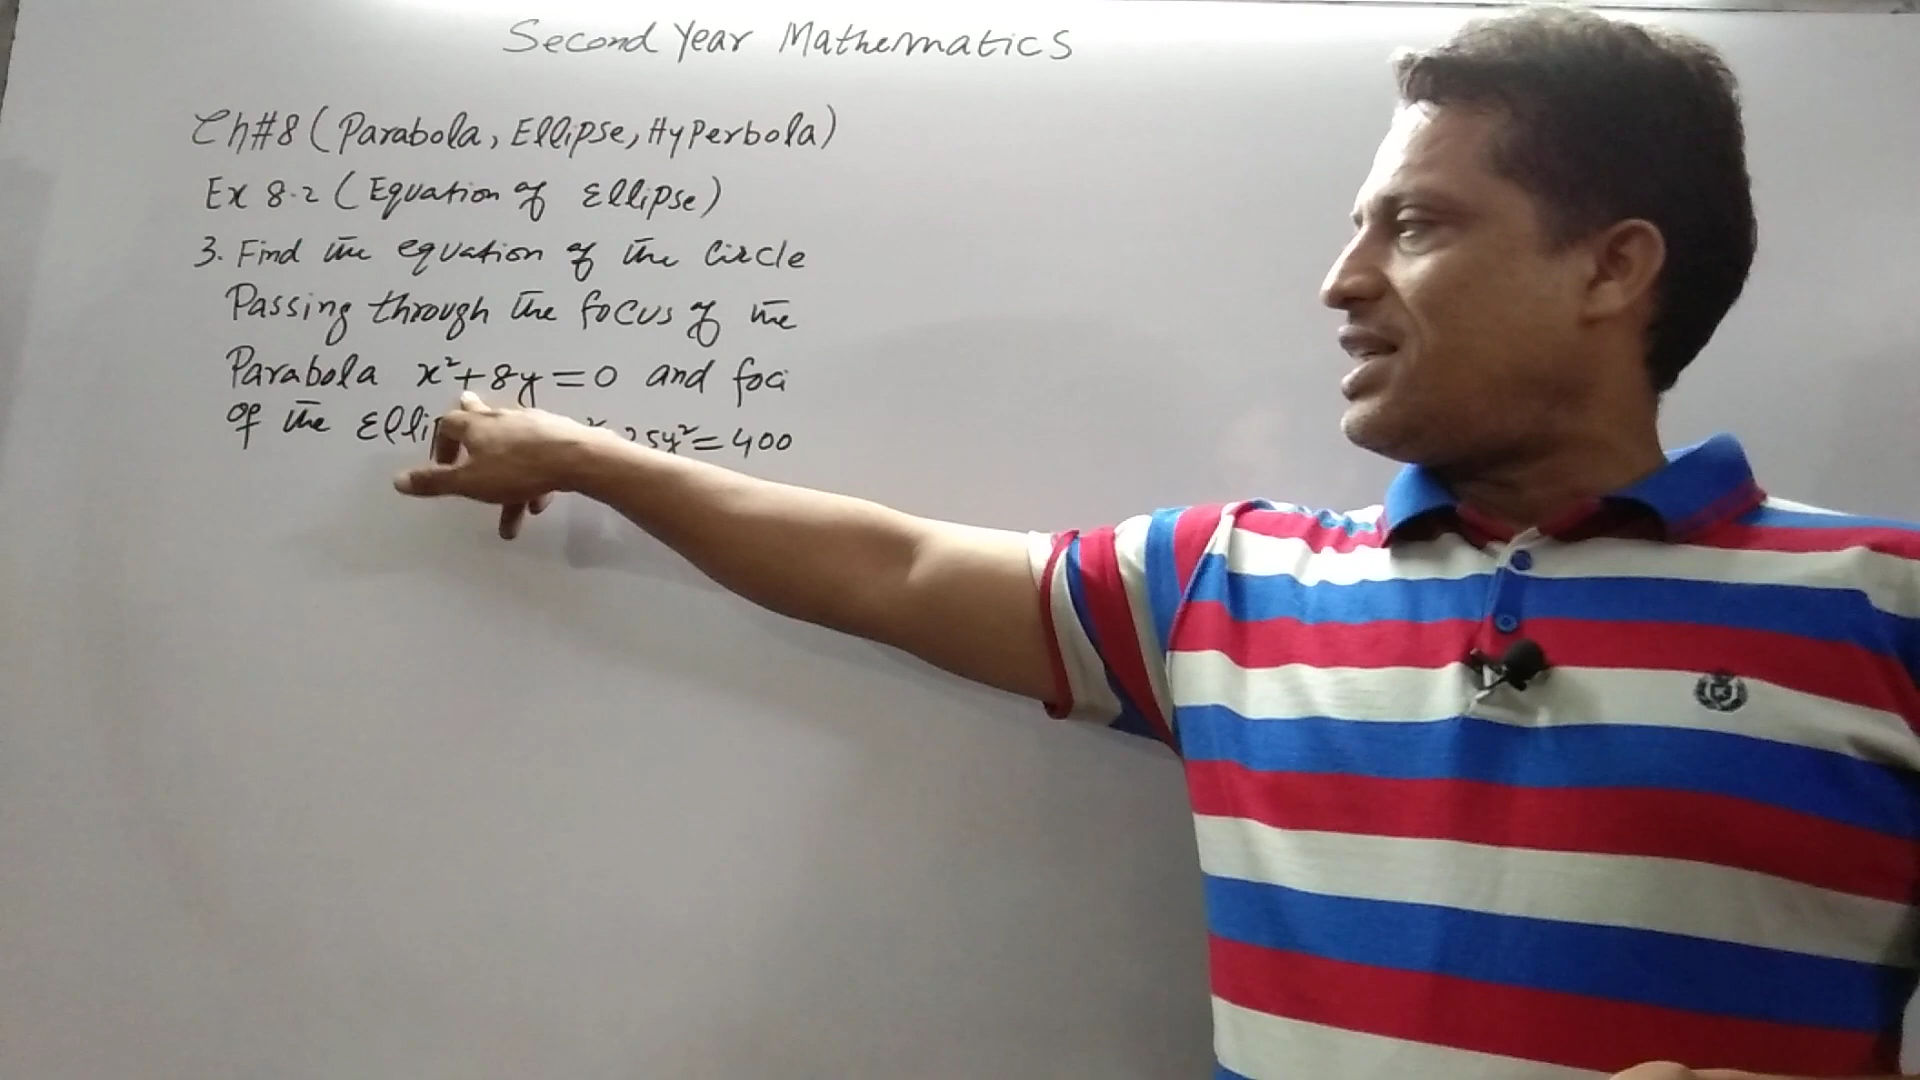 Second Year Mathematics
Ch#8 (Parabola, Ellipse, Hyperbola)
Ex 8.2 (Equation of Ellipse)
3. Find the equation of the Circle
Passing through the focus of the
Parabola x²+8y=0 and foci
of the Elli 25y²=400